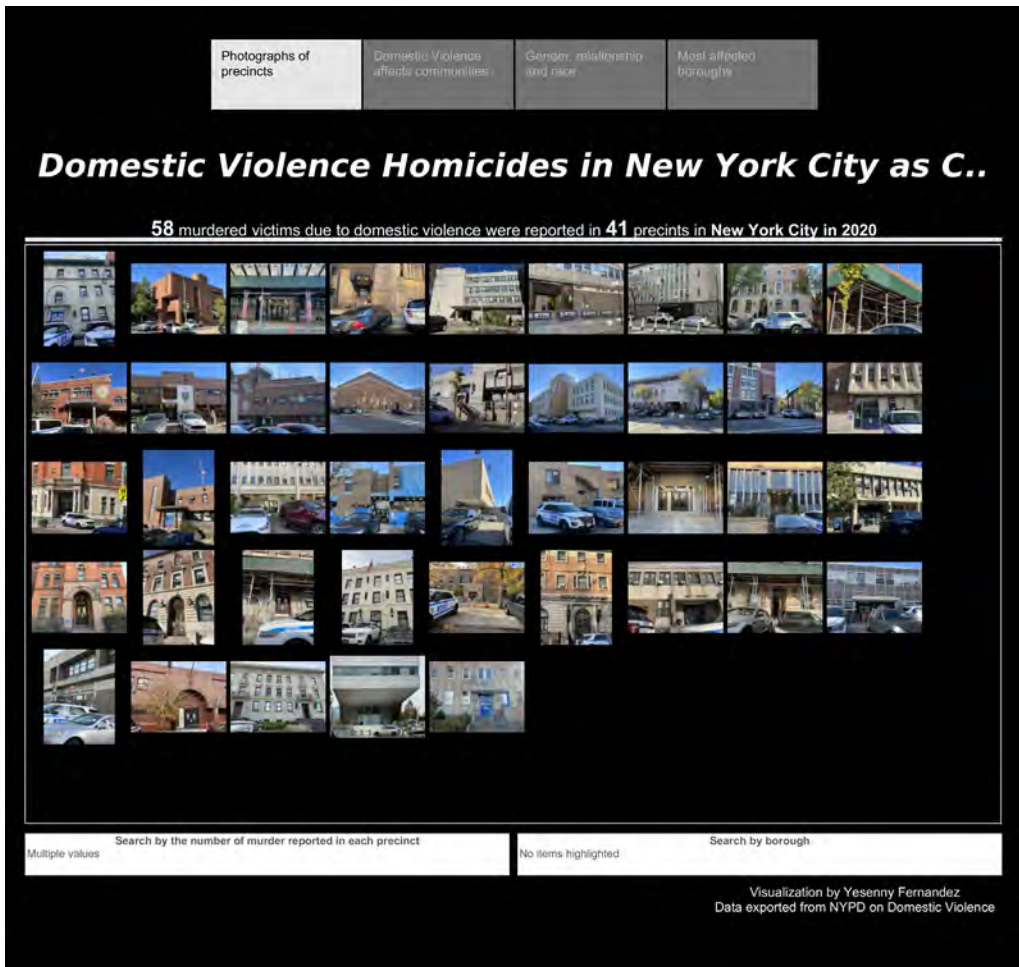 Photographs of
precincts
Domestic Violence
affects communities
Gender, relationship
and race
Most affected
boroughs
Domestic Violence Homicides in New York City as C..
58 murdered victims due to domestic violence were reported in 41 precints in New York City in 2020
Search by the number of murder reported in each precinct
Multiple values
Search by borough
No items highlighted
Visualization by Yesenny Fernandez
Data exported from NYPD on Domestic Violence